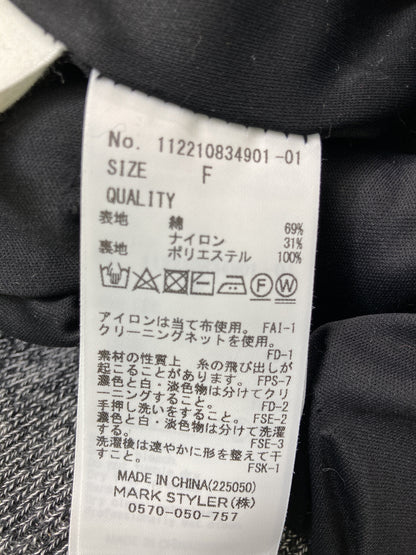 No. 112210834901-01
SIZE F
QUALITY
表地 綿 69%
ナイロン 31%
裏地 ポリエステル 100%
F W
アイロンは当て布使用。 FAI-1
クリーニングネットを使用。
FD-1
素材の性質上 糸の飛び出しが
起こることがあります。 FPS-7
濃色と白・淡色物は分けてクリ
ーニングすること。 FD-2
手押し洗いをすること。 FSE-2
濃色と白・淡色物は分けて洗濯
する。 FSE-3
洗濯後は速やかに形を整えて干
すこと。 FSK-1
MADE IN CHINA(225050)
MARK STYLER(株)
0570-050-757